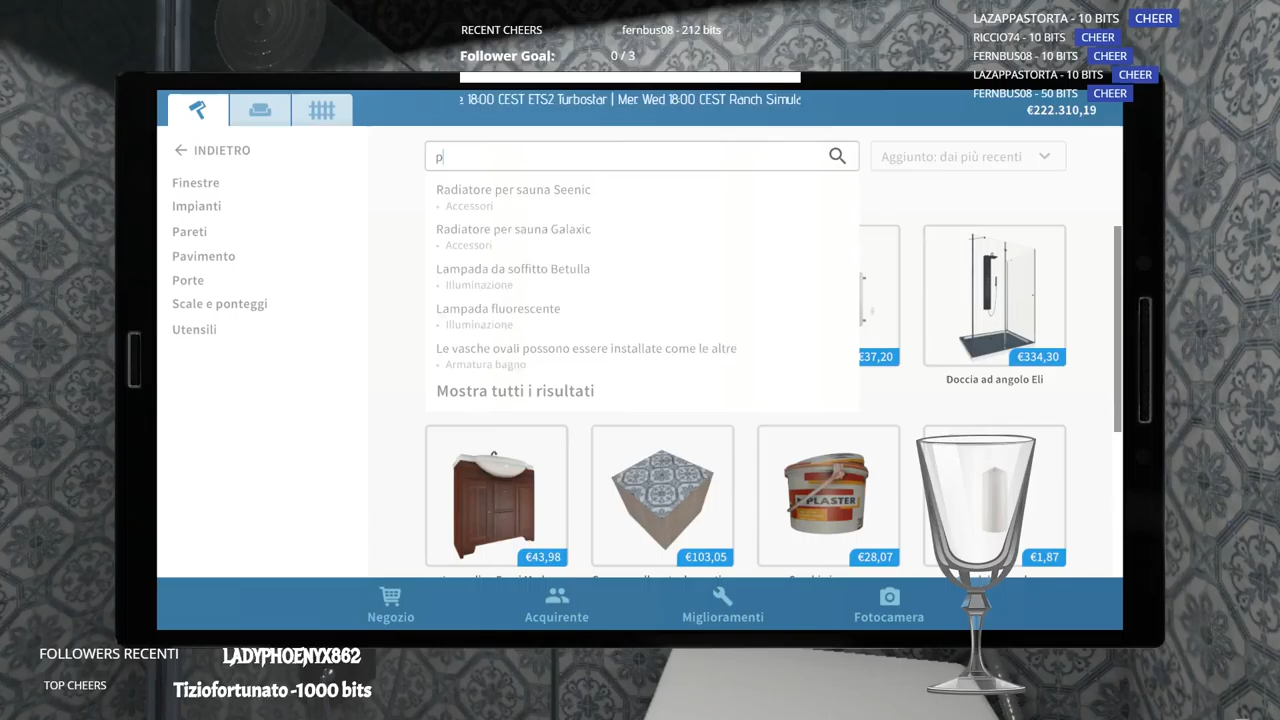 RECENT CHEERS
fernbus08 - 212 bits
Follower Goal:
0 / 3
LAZAPPASTORTA - 10 BITS CHEER
RICCIO74 - 10 BITS CHEER
FERNBUS08 - 10 BITS CHEER
LAZAPPASTORTA - 10 BITS CHEER
FERNBUS08 - 50 BITS CHEER
18:00 CEST ETS2 Turbostar | Mer Wed 18:00 CEST Ranch Simula
€222.310,19
INDIETRO
Finestre
Impianti
Pareti
Pavimento
Porte
Scale e ponteggi
Utensili
p
Aggiunto: dai più recenti
Radiatore per sauna Seenic
• Accessori
Radiatore per sauna Galaxic
• Accessori
Lampada da soffitto Betulla
• Illuminazione
Lampada fluorescente
• Illuminazione
Le vasche ovali possono essere installate come le altre
• Armatura bagno
Mostra tutti i risultati
€37,20
€334,30
Doccia ad angolo Eli
PLASTER
€43,98
€103,05
€28,07
€1,87
Negozio
Acquirente
Miglioramenti
Fotocamera
FOLLOWERS RECENTI
LADYPHOENYX862
TOP CHEERS
Tiziofortunato -1000 bits